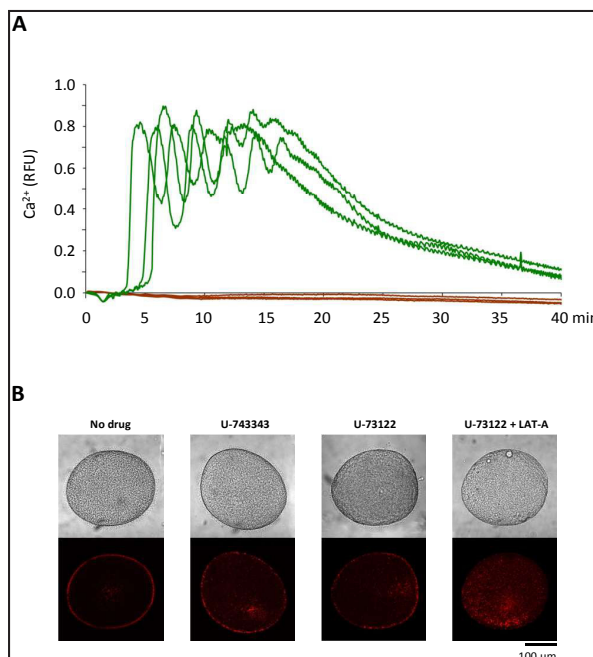 A
1.0
0.8
0.6
0.4
0.2
0.0
Ca²⁺ (RFU)
0 5 10 15 20 25 30 35 40 min
B
No drug U-743343 U-73122 U-73122 + LAT-A
100 µm